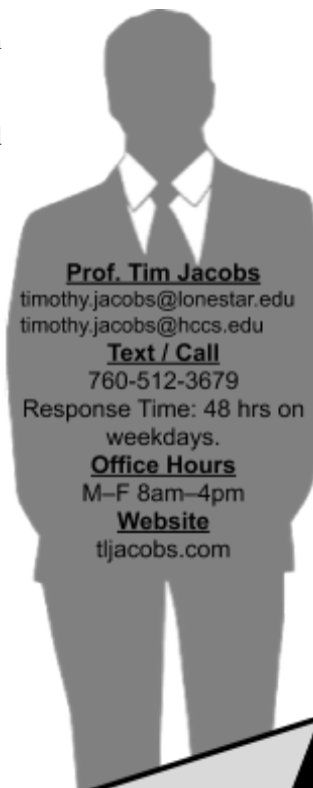 Prof. Tim Jacobs
timothy.jacobs@lonestar.edu
timothy.jacobs@hccs.edu
Text / Call
760-512-3679
Response Time: 48 hrs on
weekdays.
Office Hours
M–F 8am–4pm
Website
tljacobs.com